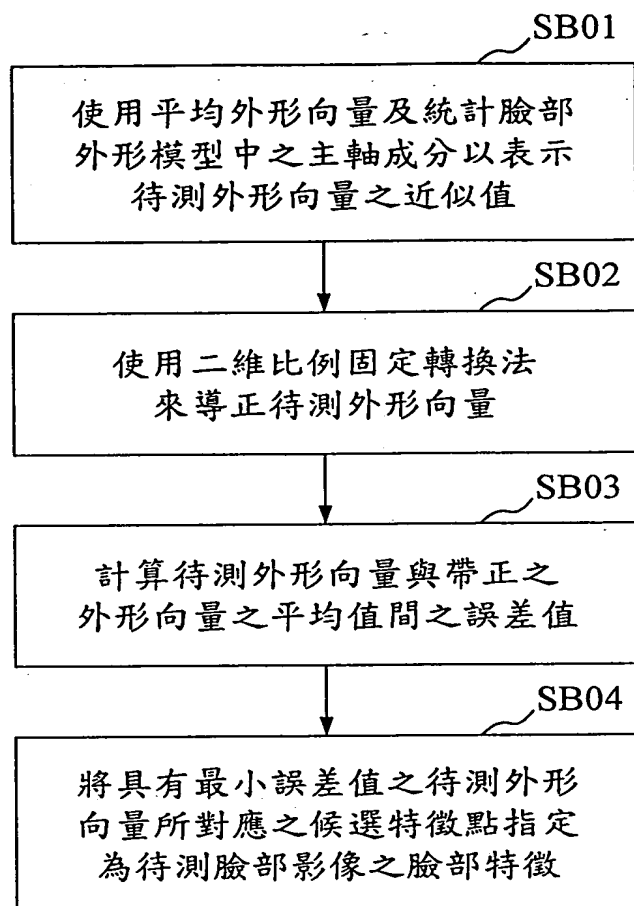 SB01
使用平均外形向量及統計臉部
外形模型中之主軸成分以表示
待測外形向量之近似值
SB02
使用二維比例固定轉換法
來導正待測外形向量
SB03
計算待測外形向量與帶正之
外形向量之平均值間之誤差值
SB04
將具有最小誤差值之待測外形
向量所對應之候選特徵點指定
為待測臉部影像之臉部特徵